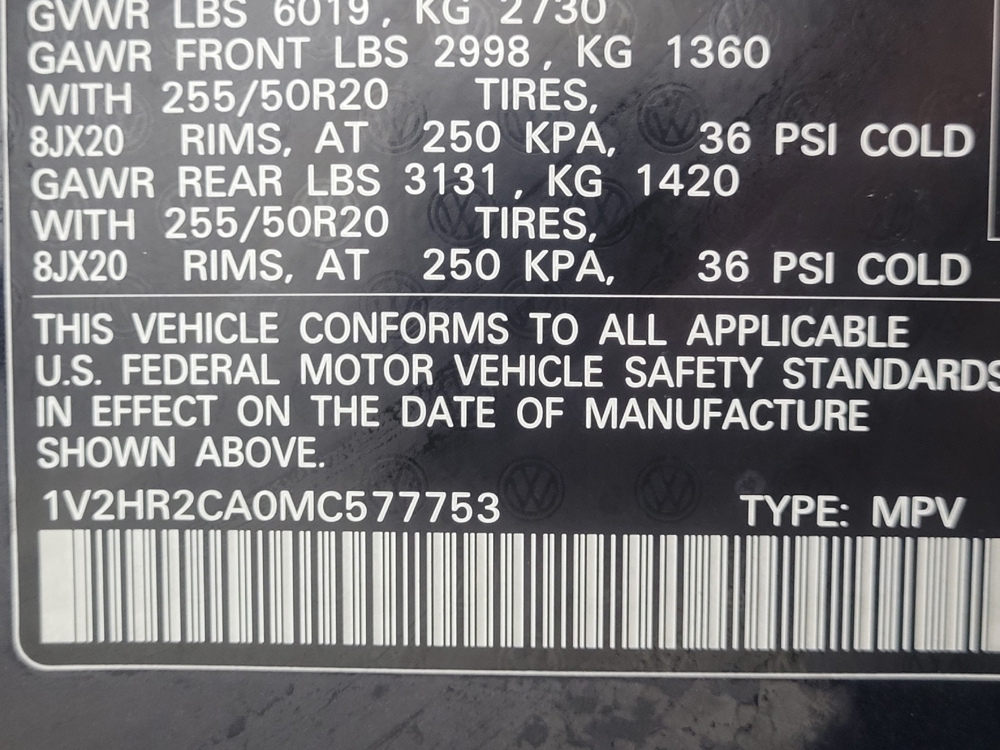 GVWR LBS 6019, KG 2730
GAWR FRONT LBS 2998, KG 1360
WITH 255/50R20 TIRES,
8JX20 RIMS, AT 250 KPA, 36 PSI COLD
GAWR REAR LBS 3131, KG 1420
WITH 255/50R20 TIRES,
8JX20 RIMS, AT 250 KPA, 36 PSI COLD
THIS VEHICLE CONFORMS TO ALL APPLICABLE
U.S. FEDERAL MOTOR VEHICLE SAFETY STANDARDS
IN EFFECT ON THE DATE OF MANUFACTURE
SHOWN ABOVE.
1V2HR2CA0MC577753 TYPE: MPV